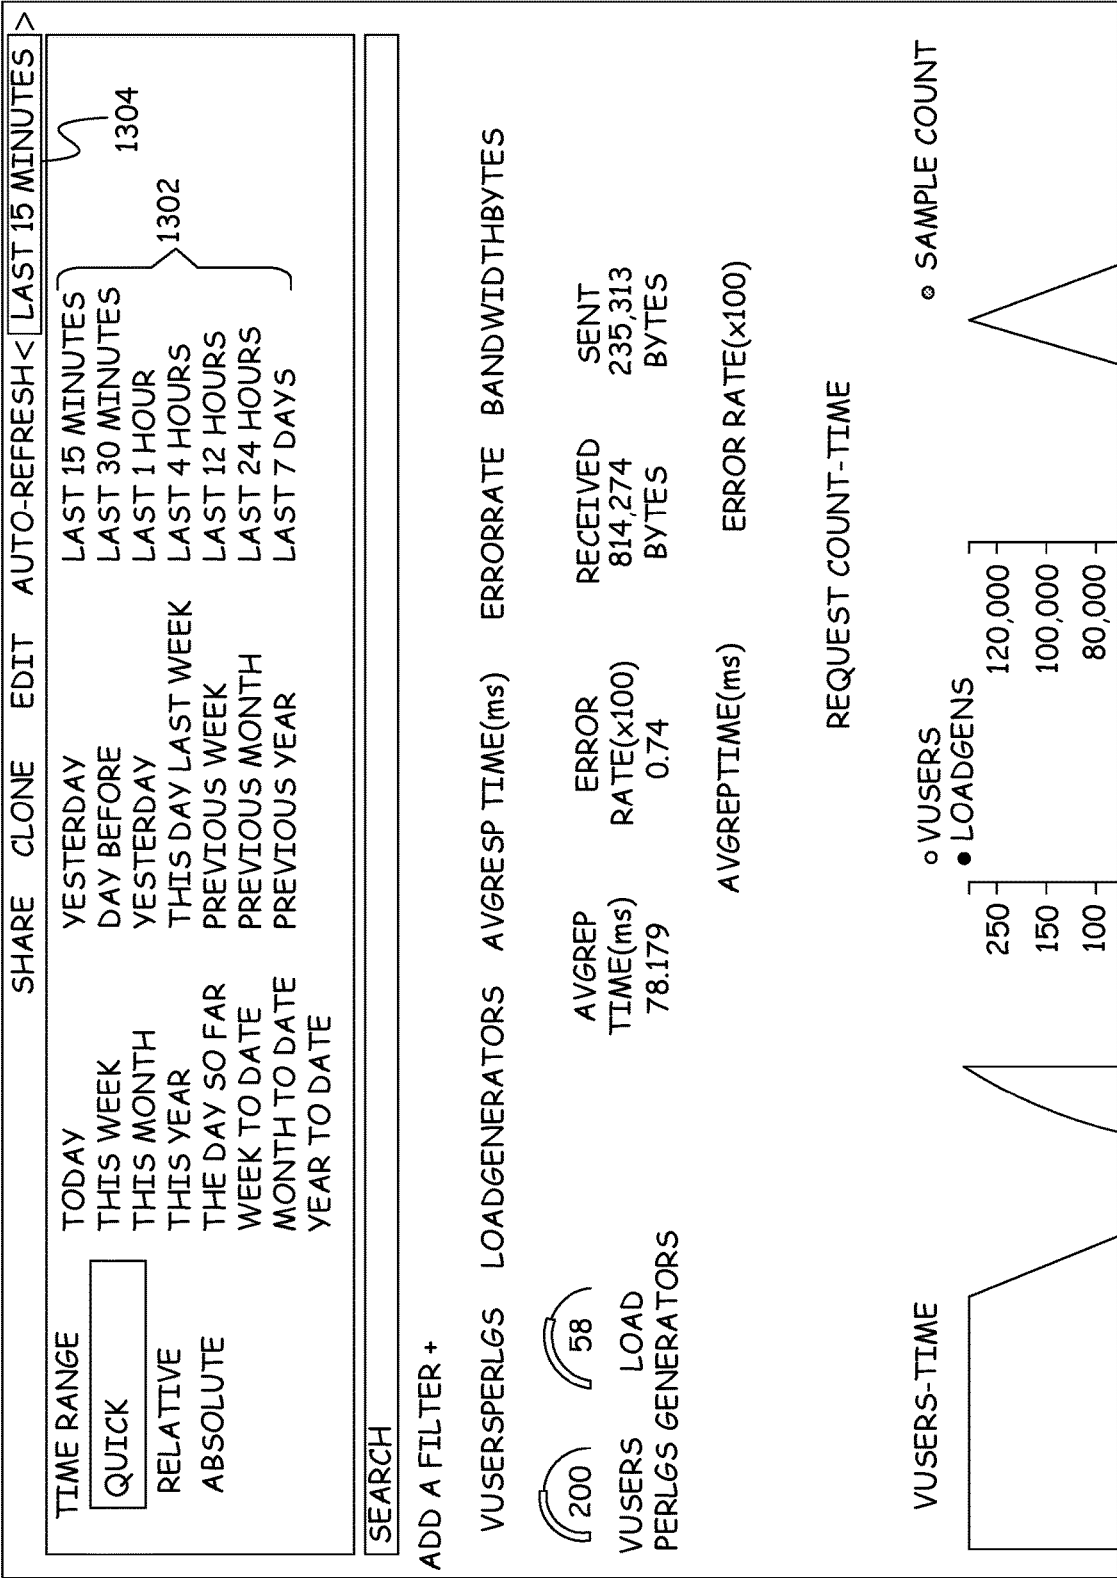 SHARE CLONE EDIT AUTO-REFRESH < LAST 15 MINUTES >
1304
TIME RANGE
QUICK
RELATIVE
ABSOLUTE
TODAY
THIS WEEK
THIS MONTH
THIS YEAR
THE DAY SO FAR
WEEK TO DATE
MONTH TO DATE
YEAR TO DATE
YESTERDAY
DAY BEFORE
YESTERDAY
THIS DAY LAST WEEK
PREVIOUS WEEK
PREVIOUS MONTH
PREVIOUS YEAR
LAST 15 MINUTES
LAST 30 MINUTES
LAST 1 HOUR
LAST 4 HOURS
LAST 12 HOURS
LAST 24 HOURS
LAST 7 DAYS
1302
SEARCH
ADD A FILTER +
VUSERSPERLGS LOADGENERATORS AVGRESP TIME(ms) ERRORRATE BANDWIDTHBYTES
200
VUSERS
PERLGS
58
LOAD
GENERATORS
AVGREP
TIME(ms)
78.179
ERROR
RATE(x100)
0.74
RECEIVED
814,274
BYTES
SENT
235,313
BYTES
AVGREPTIME(ms) ERROR RATE(x100)
VUSERS-TIME
REQUEST COUNT-TIME
VUSERS
LOADGENS
SAMPLE COUNT
250
150
100
120,000
100,000
80,000